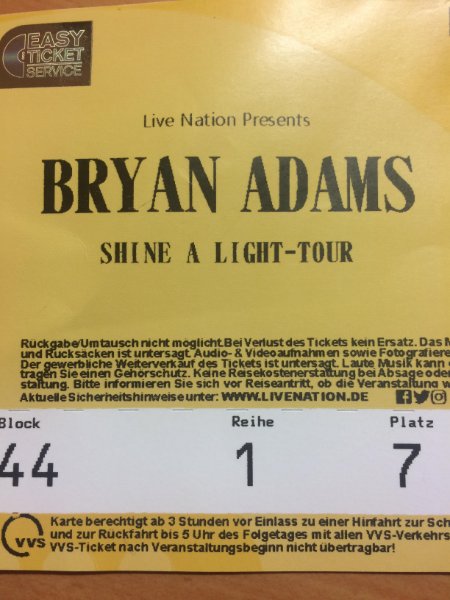 EASY
TICKET
SERVICE
Live Nation Presents
BRYAN ADAMS
SHINE A LIGHT-TOUR
Rückgabe/Umtausch nicht möglich.Bei Verlust des Tickets kein Ersatz. Das
und Rucksäcken ist untersagt. Audio- & Videoaufnahmen sowie Fotografiere
Der gewerbliche Weiterverkauf des Tickets ist untersagt. Laute Musik kann
tragen Sie einen Gehörschutz. Keine Reisekostenerstattung bei Absage oder
staltung. Bitte informieren Sie sich vor Reiseantritt, ob die Veranstaltung w
Aktuelle Sicherheitshinweise unter: WWW.LIVENATION.DE
Block Reihe Platz
44 1 7
VVS
Karte berechtigt ab 3 Stunden vor Einlass zu einer Hinfahrt zur Sch
und zur Rückfahrt bis 5 Uhr des Folgetages mit allen VVS-Verkehrs
VVS-Ticket nach Veranstaltungsbeginn nicht übertragbar!